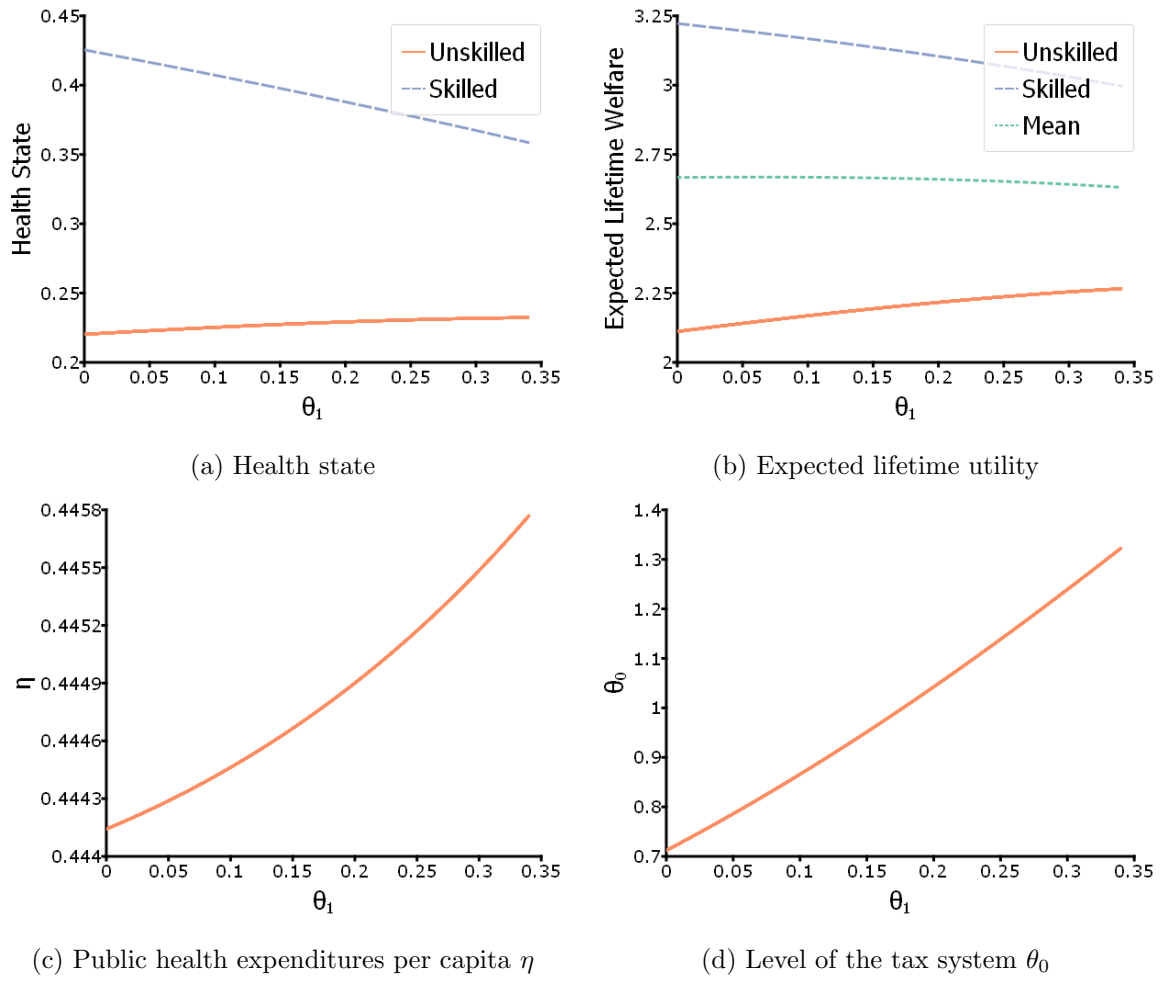 0.45
0.4
0.35
0.3
0.25
0.2
0 0.05 0.1 0.15 0.2 0.25 0.3 0.35
Health State
θ₁
Unskilled
Skilled
(a) Health state
3.25
3
2.75
2.5
2.25
2
0 0.05 0.1 0.15 0.2 0.25 0.3 0.35
Expected Lifetime Welfare
θ₁
Unskilled
Skilled
Mean
(b) Expected lifetime utility
0.4458
0.4455
0.4452
0.4449
0.4446
0.4443
0.444
0 0.05 0.1 0.15 0.2 0.25 0.3 0.35
η
θ₁
(c) Public health expenditures per capita η
1.4
1.3
1.2
1.1
1
0.9
0.8
0.7
0 0.05 0.1 0.15 0.2 0.25 0.3 0.35
θ₀
θ₁
(d) Level of the tax system θ₀